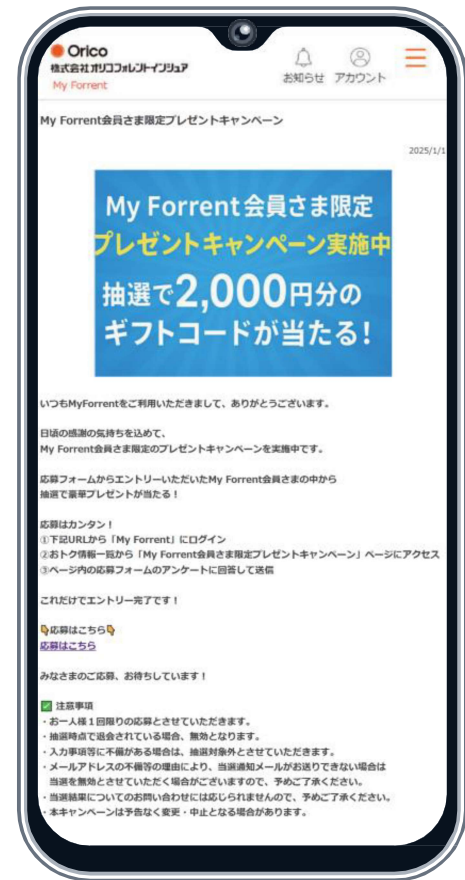 Orico
株式会社オリコフォレントインシュア
My Forrent
お知らせ
アカウント
My Forrent会員さま限定プレゼントキャンペーン
2025/1/1
My Forrent会員さま限定
プレゼントキャンペーン実施中
抽選で2,000円分の
ギフトコードが当たる！
いつもMyForrentをご利用いただきまして、ありがとうございます。
日頃の感謝の気持ちを込めて、
My Forrent会員さま限定のプレゼントキャンペーンを実施中です。
応募フォームからエントリーいただいたMy Forrent会員さまの中から
抽選で豪華プレゼントが当たる！
応募はカンタン！
①下記URLから「My Forrent」にログイン
②おトク情報一覧から「My Forrent会員さま限定プレゼントキャンペーン」ページにアクセス
③ページ内の応募フォームのアンケートに回答して送信
これだけでエントリー完了です！
👇応募はこちら👇
応募はこちら
みなさまのご応募、お待ちしています！
✅ 注意事項
・お一人様１回限りの応募とさせていただきます。
・抽選時点で退会されている場合、無効となります。
・入力事項等に不備がある場合は、抽選対象外とさせていただきます。
・メールアドレスの不備等の理由により、当選通知メールがお送りできない場合は
当選を無効とさせていただく場合がございますので、予めご了承ください。
・当選結果についてのお問い合わせには応じられませんので、予めご了承ください。
・本キャンペーンは予告なく変更・中止となる場合があります。